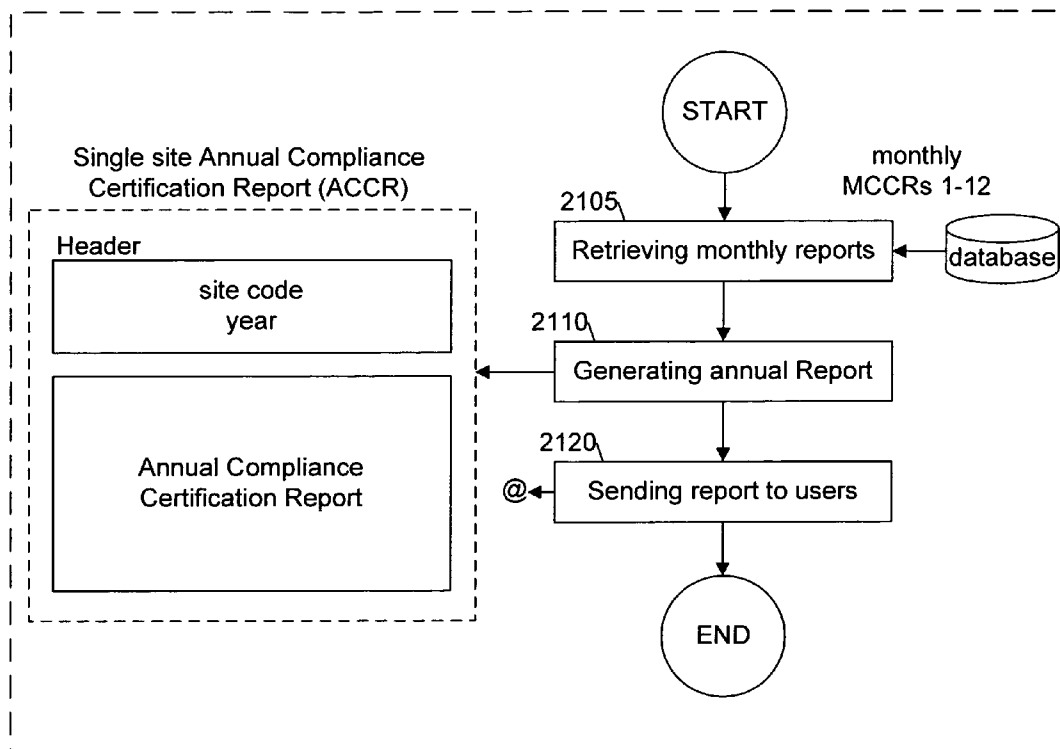 START
Single site Annual Compliance
Certification Report (ACCR)
monthly
MCCRs 1-12
2105
Header
Retrieving monthly reports
database
site code
year
2110
Generating annual Report
2120
Annual Compliance
Certification Report
@
Sending report to users
END